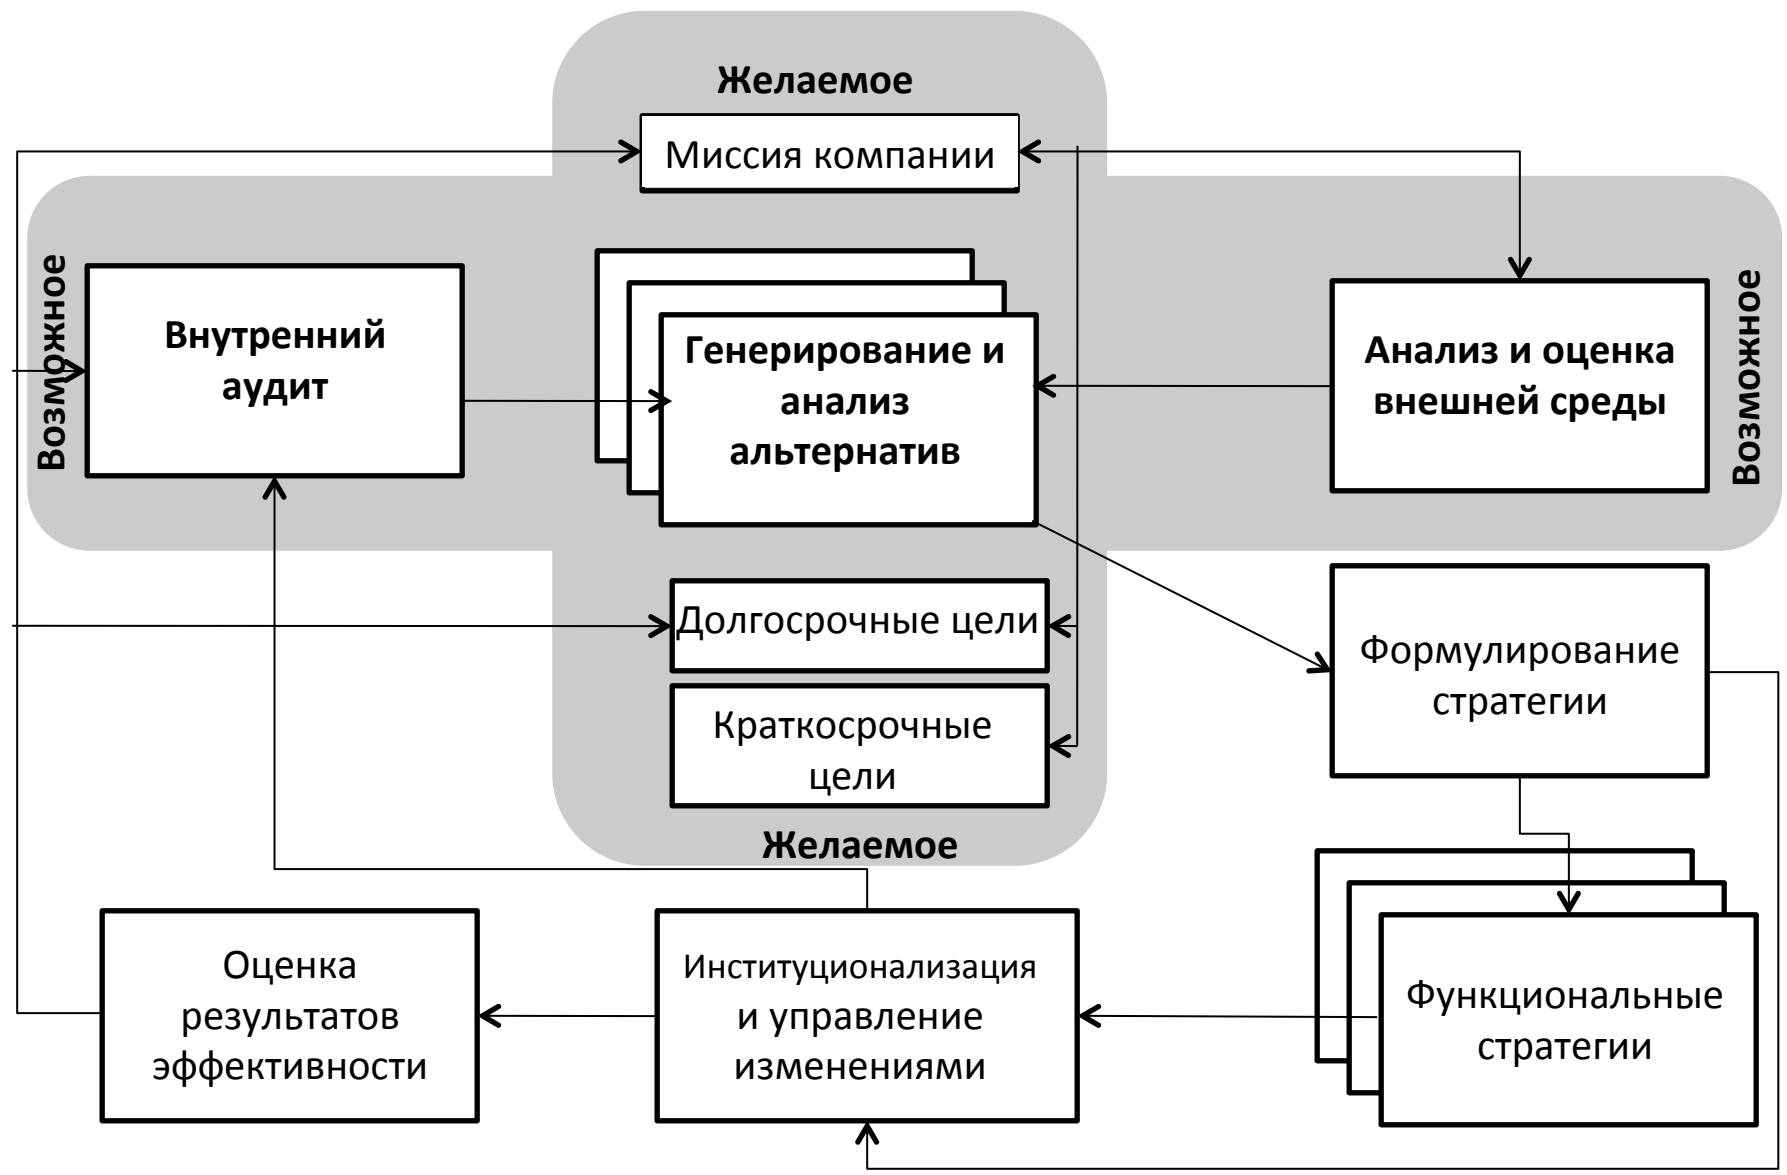 Желаемое
Миссия компании
Возможное
Внутренний
аудит
Генерирование и
анализ
альтернатив
Анализ и оценка
внешней среды
Возможное
Долгосрочные цели
Краткосрочные
цели
Желаемое
Формулирование
стратегии
Оценка
результатов
эффективности
Институционализация
и управление
изменениями
Функциональные
стратегии